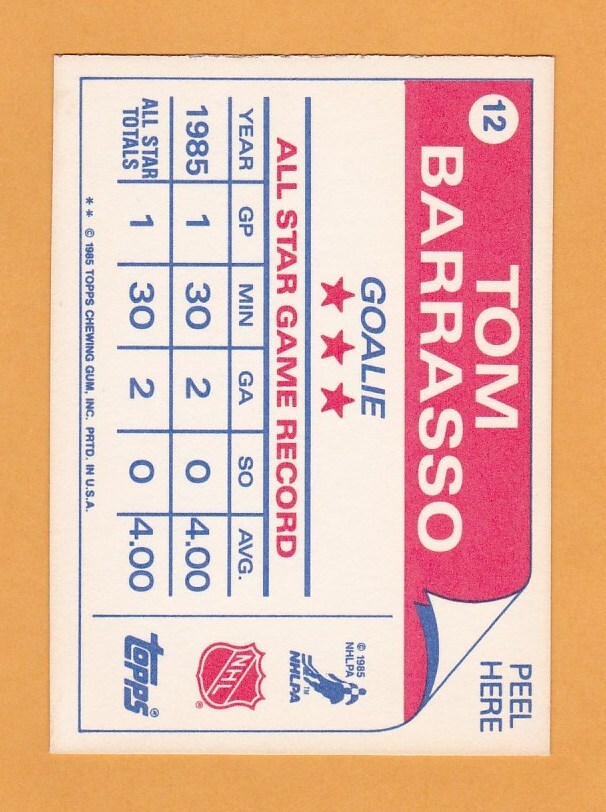 12
TOM
BARRASSO
PEEL
HERE
GOALIE
ALL STAR GAME RECORD
YEAR GP MIN GA SO AVG.
1985 1 30 2 0 4.00
ALL STAR
TOTALS 1 30 2 0 4.00
** © 1985 TOPPS CHEWING GUM, INC. PRTD. IN U.S.A.
© 1985
NHLPA
NHLPA™
NHL®
topps®